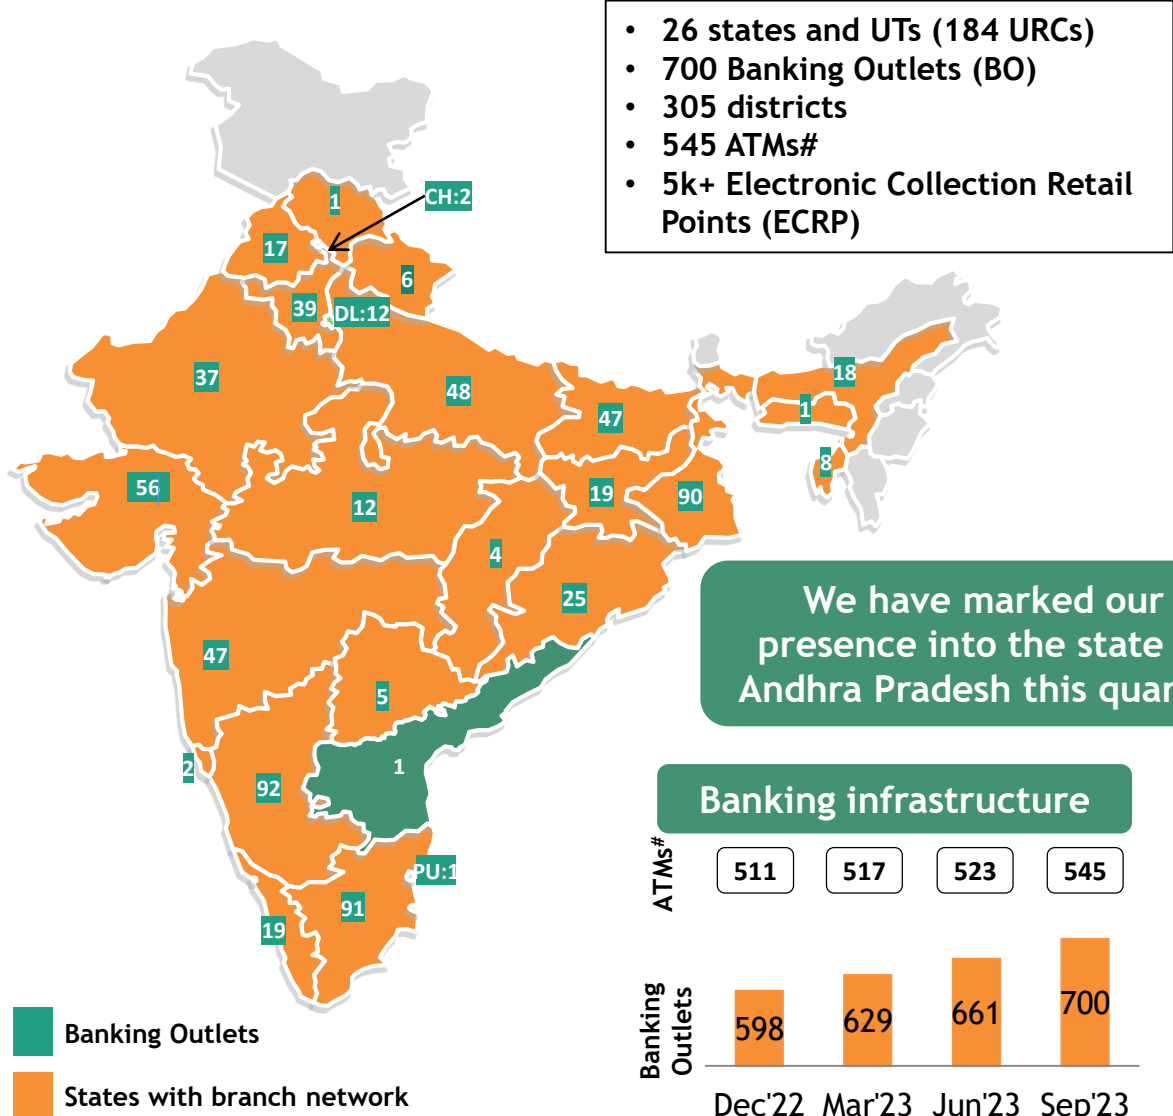 • 26 states and UTs (184 URCs)
• 700 Banking Outlets (BO)
• 305 districts
• 545 ATMs#
• 5k+ Electronic Collection Retail
Points (ECRP)
1
CH:2
17
6
39
DL:12
37
48
47
18
1
8
56
12
19
90
4
25
47
5
2
92
1
PU:1
91
19
We have marked our
presence into the state
Andhra Pradesh this quar
Banking infrastructure
ATMs#
511 517 523 545
Banking
Outlets
598 629 661 700
Dec'22 Mar'23 Jun'23 Sep'23
Banking Outlets
States with branch network